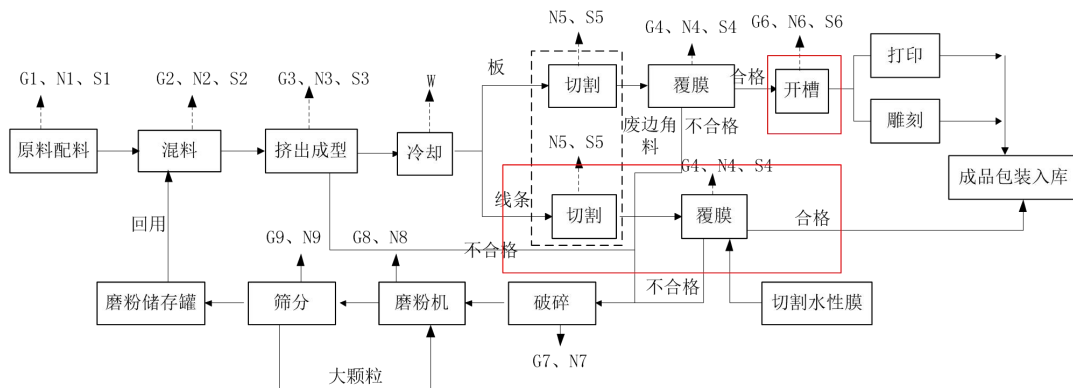 N5、S5
G4、N4、S4
G6、N6、S6
打印
G1、N1、S1
G2、N2、S2
G3、N3、S3
W
板
切割
覆膜
合格
开槽
废边角料
不合格
雕刻
原料配料
混料
挤出成型
冷却
N5、S5
G4、N4、S4
成品包装入库
线条
切割
覆膜
合格
回用
G9、N9
G8、N8
不合格
不合格
磨粉储存罐
筛分
磨粉机
破碎
切割水性膜
G7、N7
大颗粒